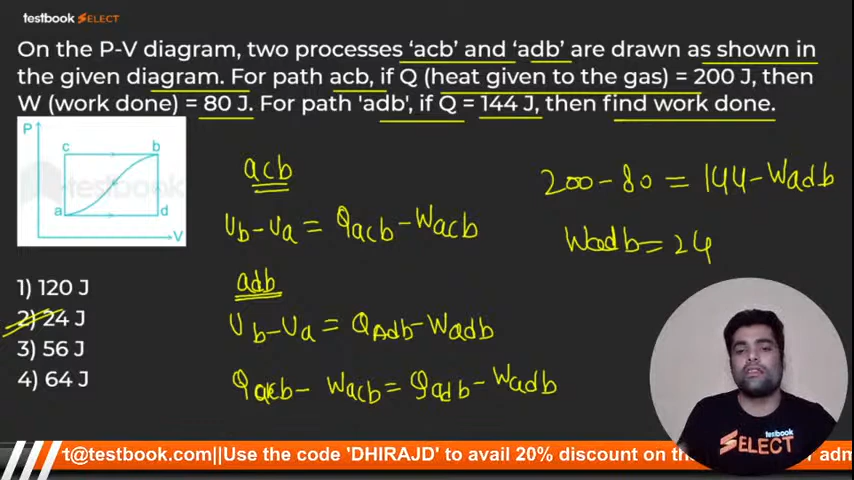 testbook SELECT
On the P-V diagram, two processes 'acb' and 'adb' are drawn as shown in
the given diagram. For path acb, if Q (heat given to the gas) = 200 J, then
W (work done) = 80 J. For path 'adb', if Q = 144 J, then find work done.
P
c
b
a
d
V
testbook
1) 120 J
2) 24 J
3) 56 J
4) 64 J
acb
Ub-Ua = Qacb-Wacb
adb
Ub-Ua = QAdb-Wadb
Qacb- Wacb = Qadb-Wadb
200-80 = 144-Wadb
Wadb = 24
testbook
SELECT
t@testbook.com||Use the code 'DHIRAJD' to avail 20% discount on th